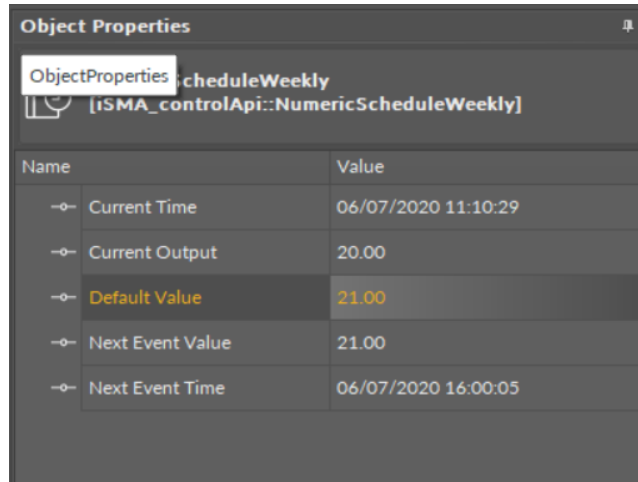 Object Properties
ObjectProperties
cheduleWeekly
[iSMA_controlApi::NumericScheduleWeekly]
Name Value
Current Time 06/07/2020 11:10:29
Current Output 20.00
Default Value 21.00
Next Event Value 21.00
Next Event Time 06/07/2020 16:00:05